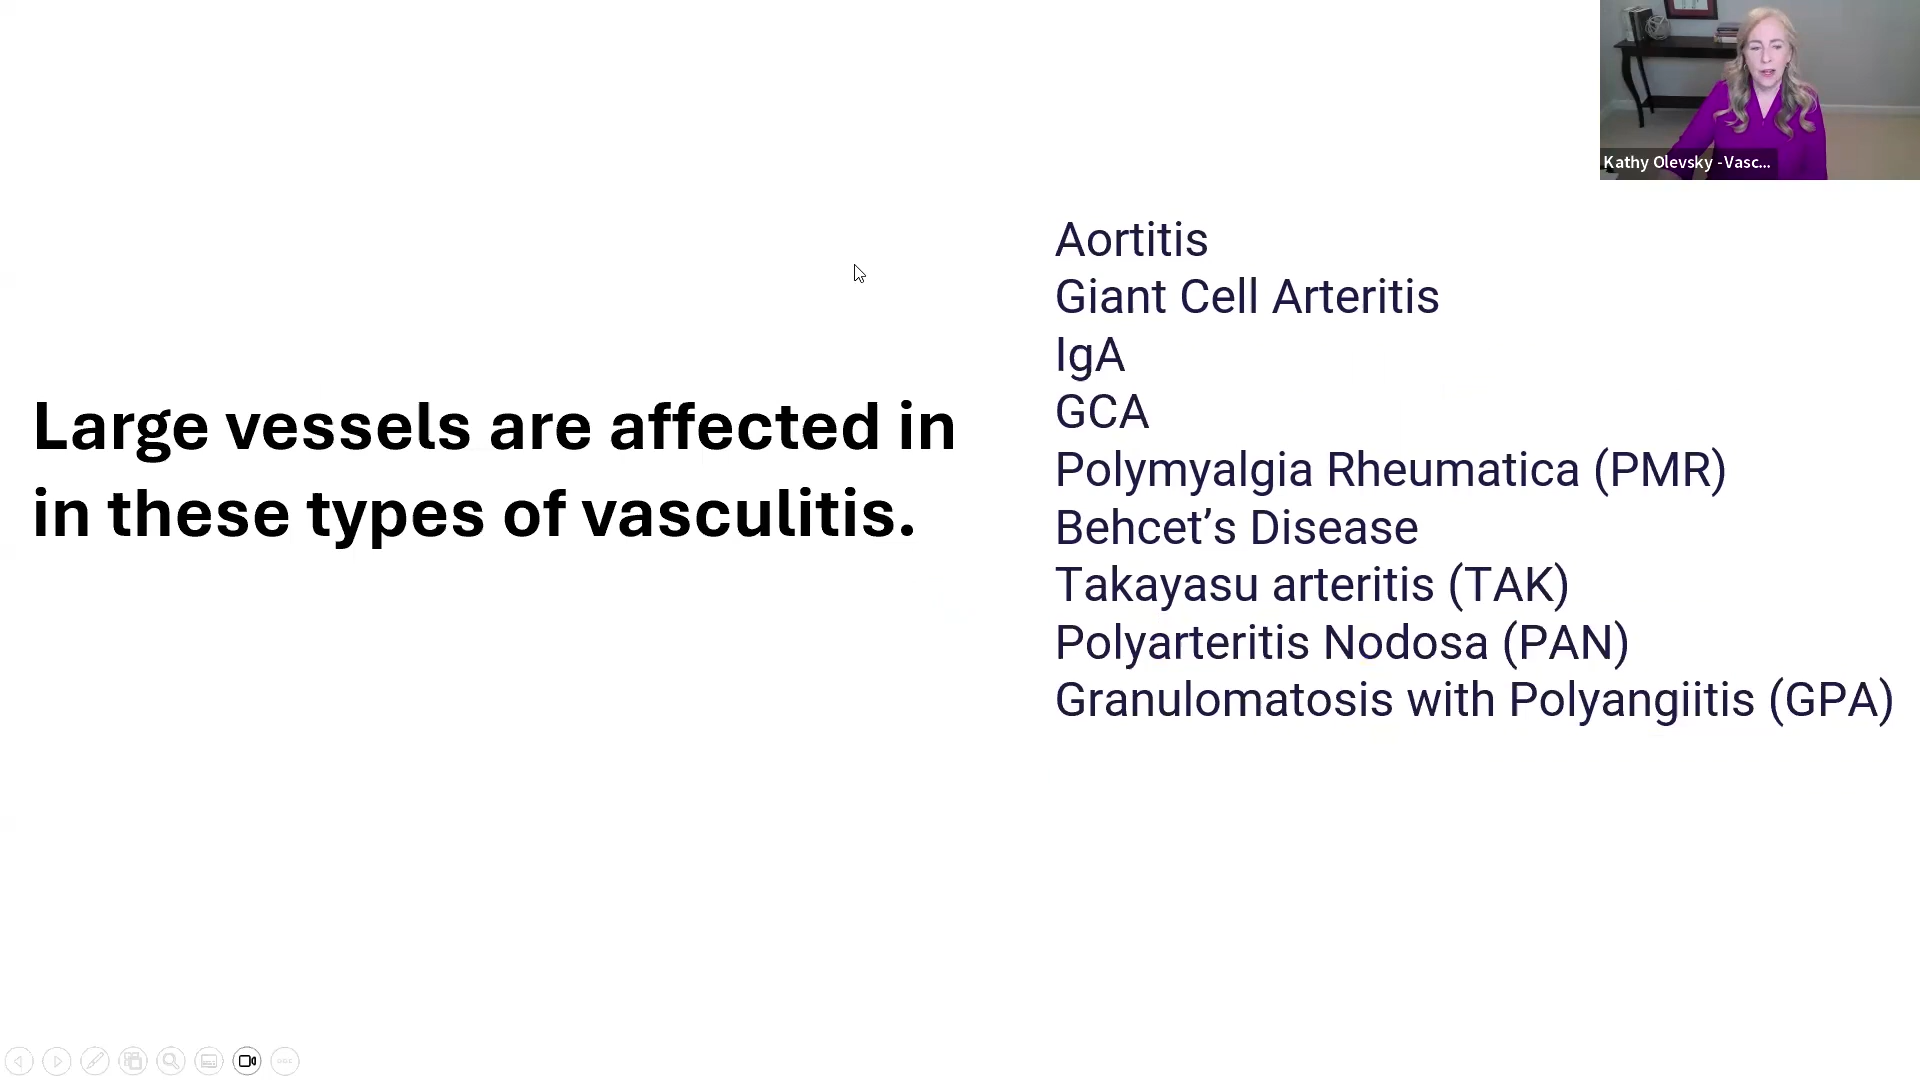 Kathy Olevsky -Vasc...
Large vessels are affected in
in these types of vasculitis.
Aortitis
Giant Cell Arteritis
IgA
GCA
Polymyalgia Rheumatica (PMR)
Behcet’s Disease
Takayasu arteritis (TAK)
Polyarteritis Nodosa (PAN)
Granulomatosis with Polyangiitis (GPA)